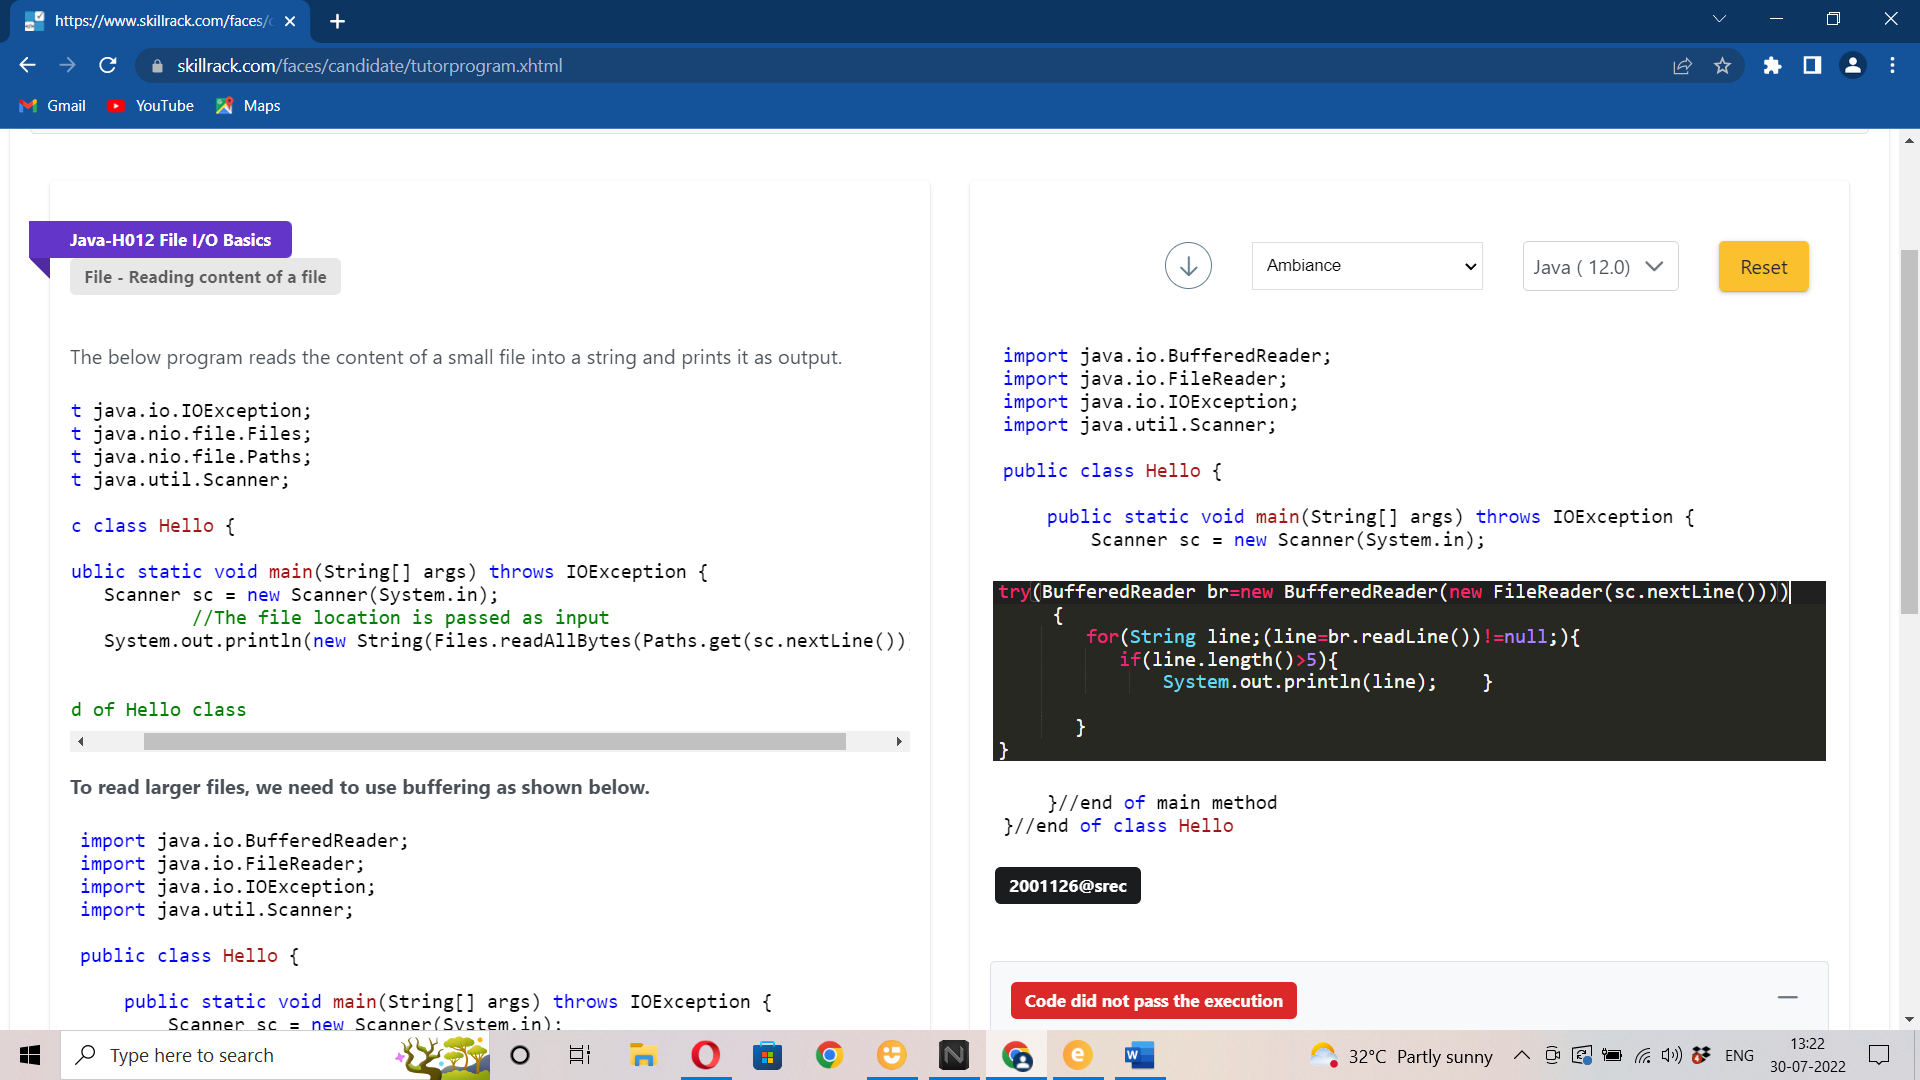 https://www.skillrack.com/faces/c
skillrack.com/faces/candidate/tutorprogram.xhtml
Gmail
YouTube
Maps
Java-H012 File I/O Basics
File - Reading content of a file
The below program reads the content of a small file into a string and prints it as output.
t java.io.IOException;
t java.nio.file.Files;
t java.nio.file.Paths;
t java.util.Scanner;
c class Hello {
ublic static void main(String[] args) throws IOException {
Scanner sc = new Scanner(System.in);
//The file location is passed as input
System.out.println(new String(Files.readAllBytes(Paths.get(sc.nextLine())
d of Hello class
To read larger files, we need to use buffering as shown below.
import java.io.BufferedReader;
import java.io.FileReader;
import java.io.IOException;
import java.util.Scanner;
public class Hello {
public static void main(String[] args) throws IOException {
Scanner sc = new Scanner(System.in);
Ambiance
Java ( 12.0)
Reset
import java.io.BufferedReader;
import java.io.FileReader;
import java.io.IOException;
import java.util.Scanner;
public class Hello {
public static void main(String[] args) throws IOException {
Scanner sc = new Scanner(System.in);
try(BufferedReader br=new BufferedReader(new FileReader(sc.nextLine())))
{
for(String line;(line=br.readLine())!=null;){
if(line.length()>5){
System.out.println(line); }
}
}
}//end of main method
}//end of class Hello
2001126@srec
Code did not pass the execution
Type here to search
32°C Partly sunny
ENG
13:22
30-07-2022